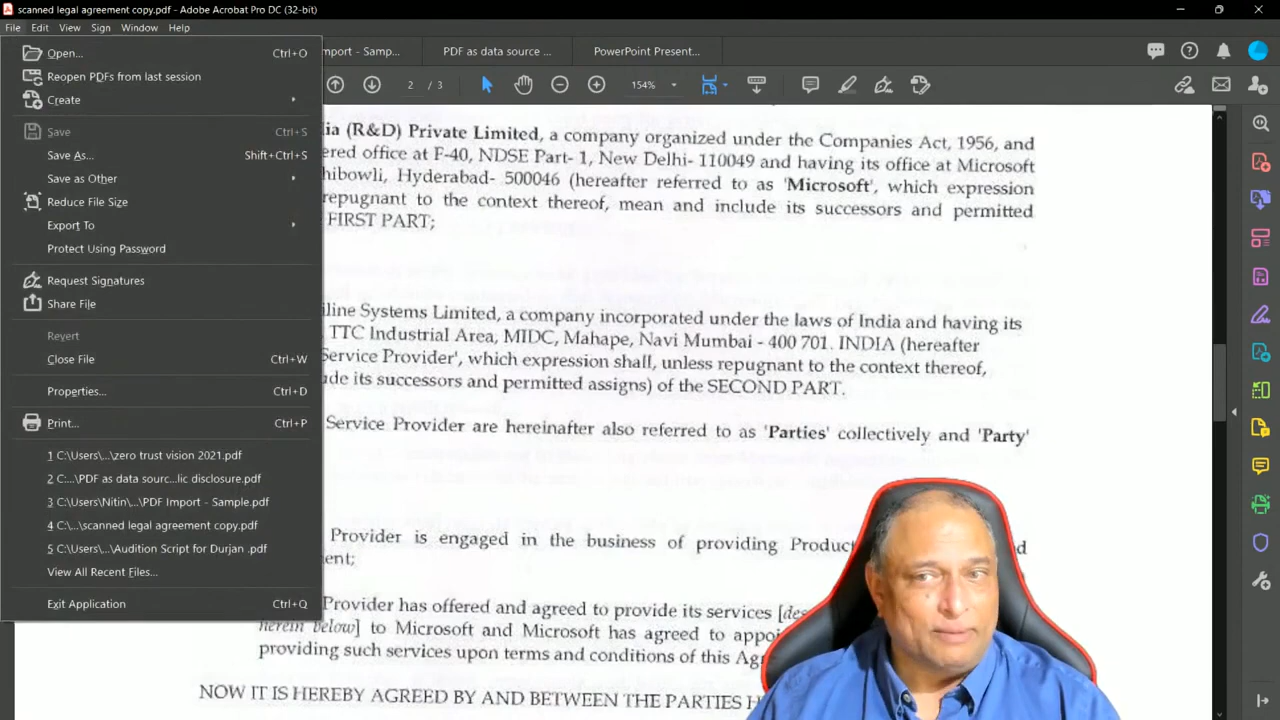 scanned legal agreement copy.pdf - Adobe Acrobat Pro DC (32-bit)
File Edit View Sign Window Help
mport - Samp... PDF as data source ... PowerPoint Present...
2 / 3 154%
Open... Ctrl+O
Reopen PDFs from last session
Create
Save Ctrl+S
Save As... Shift+Ctrl+S
Save as Other
Reduce File Size
Export To
Protect Using Password
Request Signatures
Share File
Revert
Close File Ctrl+W
Properties... Ctrl+D
Print... Ctrl+P
1 C:\Users\...\zero trust vision 2021.pdf
2 C:...\PDF as data sourc...lic disclosure.pdf
3 C:\Users\Nitin\...\PDF Import - Sample.pdf
4 C:\...\scanned legal agreement copy.pdf
5 C:\Users\...\Audition Script for Durjan .pdf
View All Recent Files...
Exit Application Ctrl+Q
ia (R&D) Private Limited, a company organized under the Companies Act, 1956, and
ered office at F-40, NDSE Part- 1, New Delhi- 110049 and having its office at Microsoft
hibowli, Hyderabad- 500046 (hereafter referred to as 'Microsoft', which expression
repugnant to the context thereof, mean and include its successors and permitted
FIRST PART;
iline Systems Limited, a company incorporated under the laws of India and having its
TTC Industrial Area, MIDC, Mahape, Navi Mumbai - 400 701. INDIA (hereafter
Service Provider', which expression shall, unless repugnant to the context thereof,
de its successors and permitted assigns) of the SECOND PART.
Service Provider are hereinafter also referred to as 'Parties' collectively and 'Party'
Provider is engaged in the business of providing Product
ent;
Provider has offered and agreed to provide its services [des
herein below] to Microsoft and Microsoft has agreed to appoi
providing such services upon terms and conditions of this Ag
NOW IT IS HEREBY AGREED BY AND BETWEEN THE PARTIES H